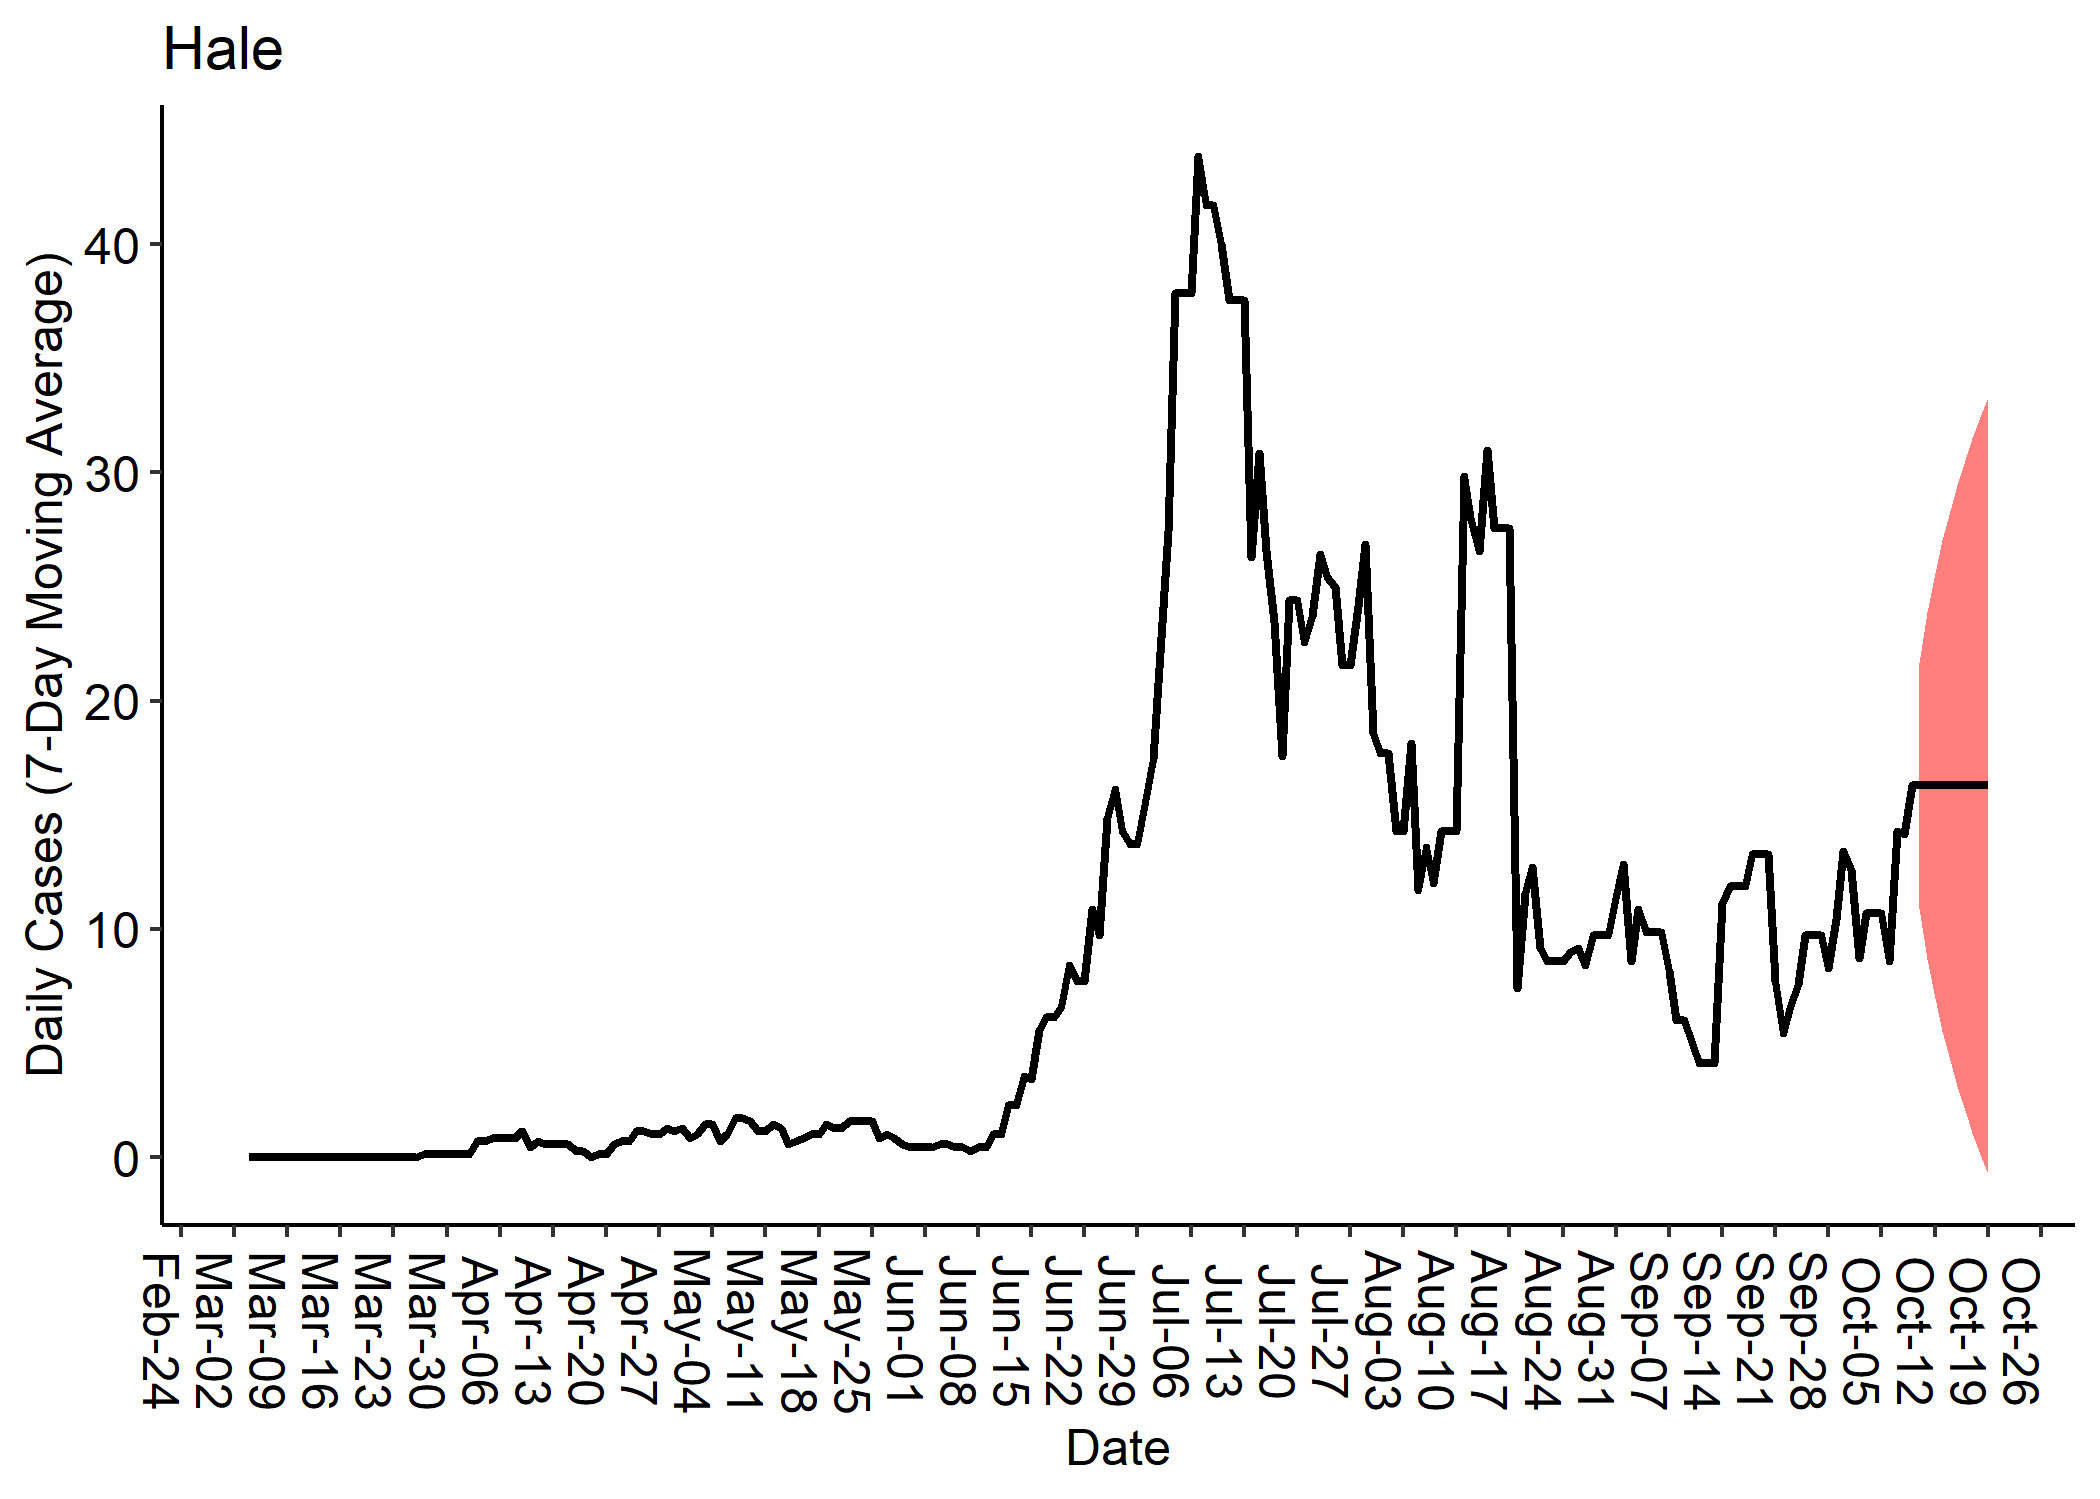 Hale
Daily Cases (7-Day Moving Average)
40
30
20
10
0
Feb-24
Mar-02
Mar-09
Mar-16
Mar-23
Mar-30
Apr-06
Apr-13
Apr-20
Apr-27
May-04
May-11
May-18
May-25
Jun-01
Jun-08
Jun-15
Jun-22
Jun-29
Jul-06
Jul-13
Jul-20
Jul-27
Aug-03
Aug-10
Aug-17
Aug-24
Aug-31
Sep-07
Sep-14
Sep-21
Sep-28
Oct-05
Oct-12
Oct-19
Oct-26
Date